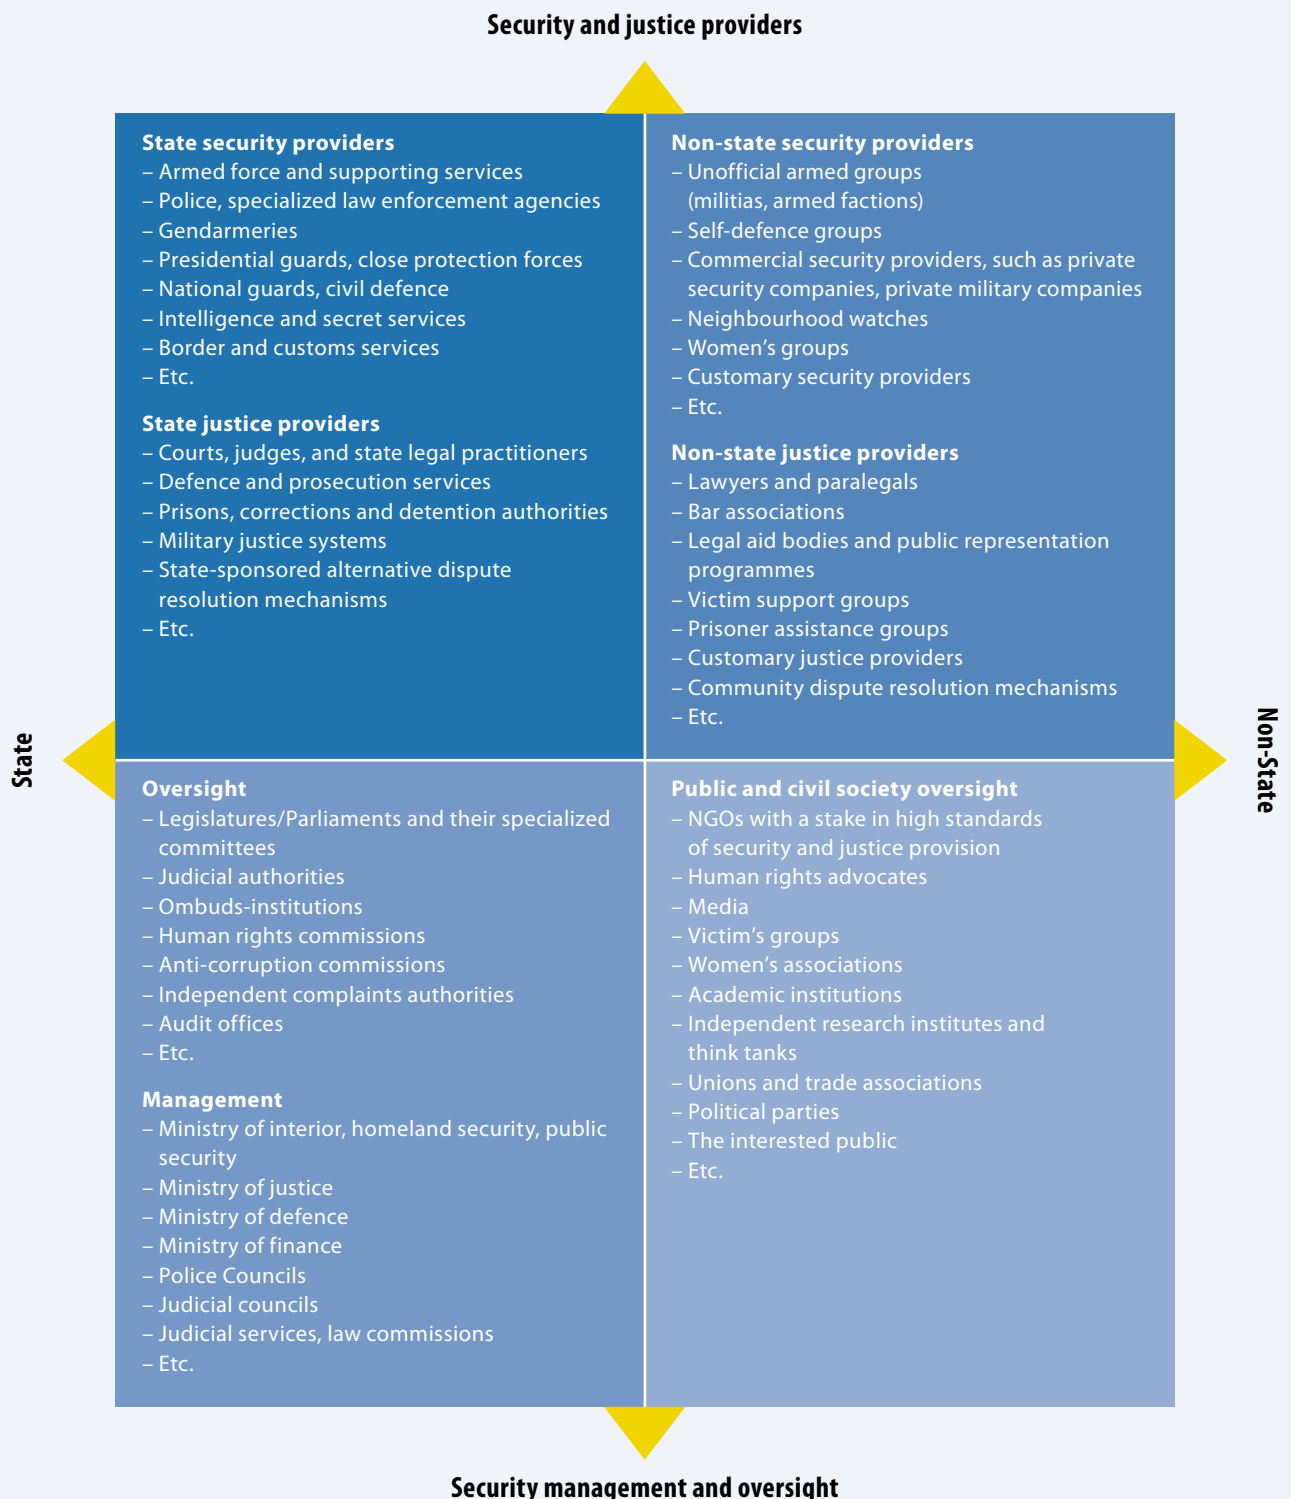 Security and justice providers
State security providers
– Armed force and supporting services
– Police, specialized law enforcement agencies
– Gendarmeries
– Presidential guards, close protection forces
– National guards, civil defence
– Intelligence and secret services
– Border and customs services
– Etc.
State justice providers
– Courts, judges, and state legal practitioners
– Defence and prosecution services
– Prisons, corrections and detention authorities
– Military justice systems
– State-sponsored alternative dispute
resolution mechanisms
– Etc.
Non-state security providers
– Unofficial armed groups
(militias, armed factions)
– Self-defence groups
– Commercial security providers, such as private
security companies, private military companies
– Neighbourhood watches
– Women's groups
– Customary security providers
– Etc.
Non-state justice providers
– Lawyers and paralegals
– Bar associations
– Legal aid bodies and public representation
programmes
– Victim support groups
– Prisoner assistance groups
– Customary justice providers
– Community dispute resolution mechanisms
– Etc.
State
Non-State
Oversight
– Legislatures/Parliaments and their specialized
committees
– Judicial authorities
– Ombuds-institutions
– Human rights commissions
– Anti-corruption commissions
– Independent complaints authorities
– Audit offices
– Etc.
Management
– Ministry of interior, homeland security, public
security
– Ministry of justice
– Ministry of defence
– Ministry of finance
– Police Councils
– Judicial councils
– Judicial services, law commissions
– Etc.
Public and civil society oversight
– NGOs with a stake in high standards
of security and justice provision
– Human rights advocates
– Media
– Victim's groups
– Women's associations
– Academic institutions
– Independent research institutes and
think tanks
– Unions and trade associations
– Political parties
– The interested public
– Etc.
Security management and oversight